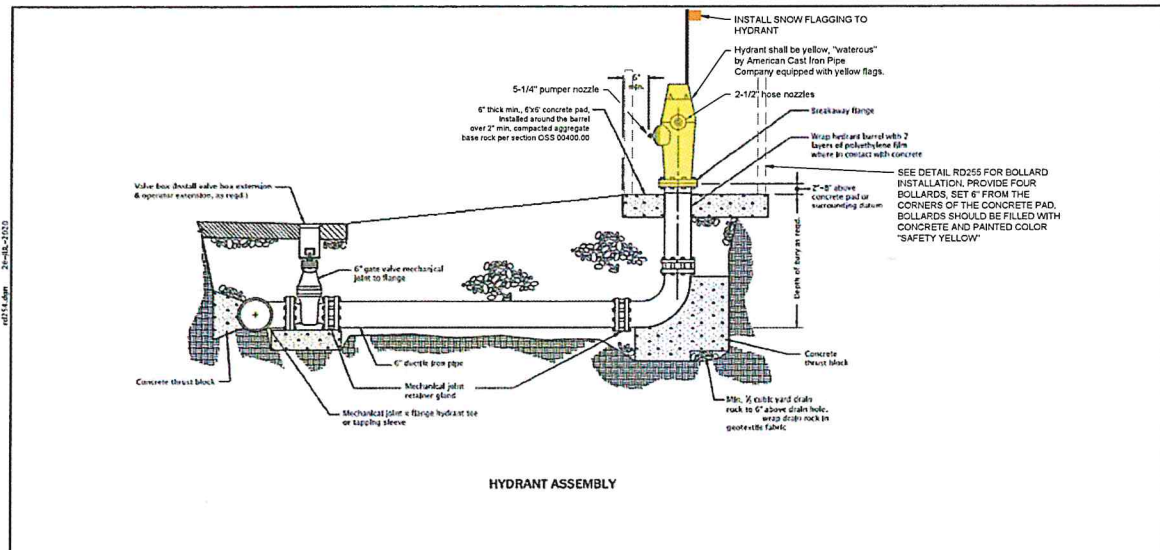 INSTALL SNOW FLAGGING TO
HYDRANT
Hydrant shall be yellow, "waterous"
by American Cast Iron Pipe
Company equipped with yellow flags.
6"
min.
5-1/4" pumper nozzle
2-1/2" hose nozzles
6" thick min., 6'x6' concrete pad,
Installed around the barrel
over 2" min. compacted aggregate
base rock per section OSS 00400.00
Breakaway flange
Wrap hydrant barrel with 2
layers of polyethylene film
where in contact with concrete
SEE DETAIL RD255 FOR BOLLARD
INSTALLATION, PROVIDE FOUR
BOLLARDS, SET 6" FROM THE
CORNERS OF THE CONCRETE PAD.
BOLLARDS SHOULD BE FILLED WITH
CONCRETE AND PAINTED COLOR
"SAFETY YELLOW"
Valve box (Install valve box extension
& operator extension, as reqd.)
2"-8" above
concrete pad or
surrounding datum
6" gate valve mechanical
joint to flange
Depth of bury as reqd.
rd254.dgn 20-JUL-2020
6" ductile iron pipe
Concrete thrust block
Mechanical joint
retainer gland
Concrete
thrust block
Mechanical joint x flange hydrant tee
or tapping sleeve
Min. ⅓ cubic yard drain
rock to 6" above drain hole,
wrap drain rock in
geotextile fabric
HYDRANT ASSEMBLY